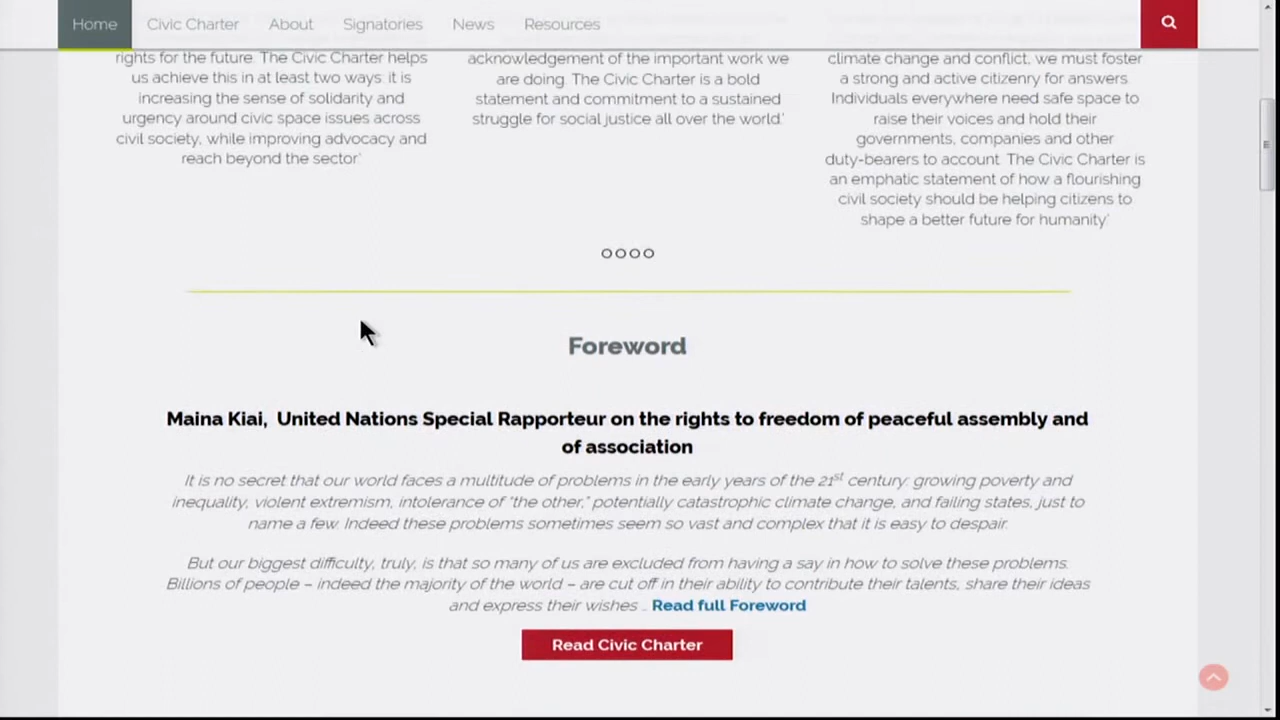 Home Civic Charter About Signatories News Resources
rights for the future. The Civic Charter helps
us achieve this in at least two ways: it is
increasing the sense of solidarity and
urgency around civic space issues across
civil society, while improving advocacy and
reach beyond the sector'
acknowledgement of the important work we
are doing. The Civic Charter is a bold
statement and commitment to a sustained
struggle for social justice all over the world.'
climate change and conflict, we must foster
a strong and active citizenry for answers.
Individuals everywhere need safe space to
raise their voices and hold their
governments, companies and other
duty-bearers to account. The Civic Charter is
an emphatic statement of how a flourishing
civil society should be helping citizens to
shape a better future for humanity'
Foreword
Maina Kiai, United Nations Special Rapporteur on the rights to freedom of peaceful assembly and
of association
It is no secret that our world faces a multitude of problems in the early years of the 21st century: growing poverty and
inequality, violent extremism, intolerance of "the other," potentially catastrophic climate change, and failing states, just to
name a few. Indeed these problems sometimes seem so vast and complex that it is easy to despair.
But our biggest difficulty, truly, is that so many of us are excluded from having a say in how to solve these problems.
Billions of people – indeed the majority of the world – are cut off in their ability to contribute their talents, share their ideas
and express their wishes ... Read full Foreword
Read Civic Charter